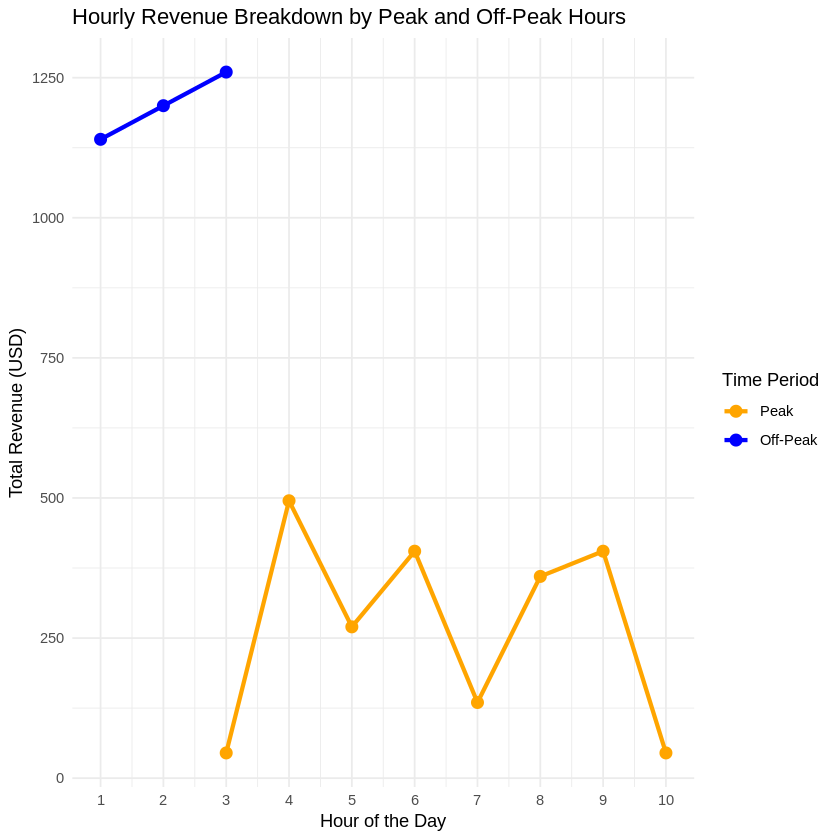 Hourly Revenue Breakdown by Peak and Off-Peak Hours
Total Revenue (USD)
1250
1000
750
500
250
0
1 2 3 4 5 6 7 8 9 10
Hour of the Day
Time Period
Peak
Off-Peak